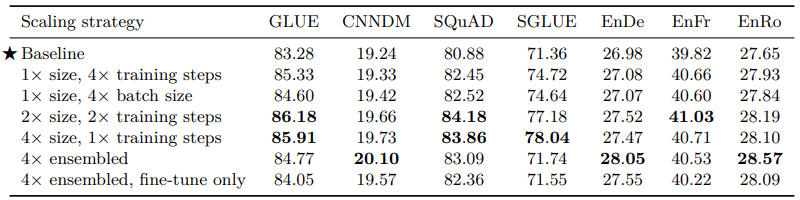 Scaling strategy GLUE CNNDM SQuAD SGLUE EnDe EnFr EnRo
★ Baseline 83.28 19.24 80.88 71.36 26.98 39.82 27.65
1× size, 4× training steps 85.33 19.33 82.45 74.72 27.08 40.66 27.93
1× size, 4× batch size 84.60 19.42 82.52 74.64 27.07 40.60 27.84
2× size, 2× training steps 86.18 19.66 84.18 77.18 27.52 41.03 28.19
4× size, 1× training steps 85.91 19.73 83.86 78.04 27.47 40.71 28.10
4× ensembled 84.77 20.10 83.09 71.74 28.05 40.53 28.57
4× ensembled, fine-tune only 84.05 19.57 82.36 71.55 27.55 40.22 28.09